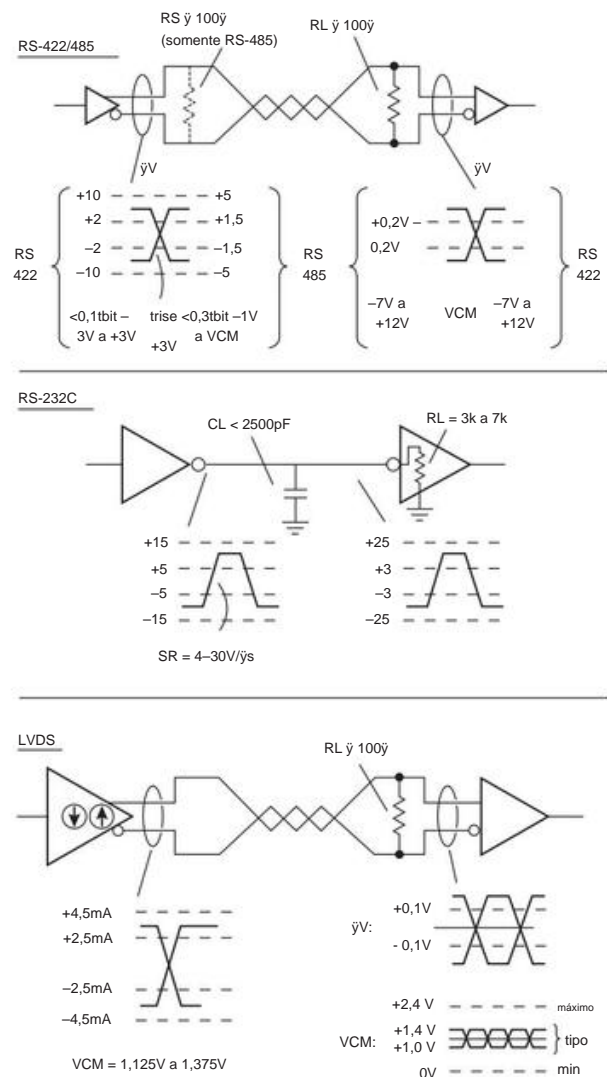 RS ÿ 100ÿ
(somente RS-485)
RL ÿ 100ÿ
RS-422/485
ÿV
ÿV
+10
+5
+2
+1,5
–2
–1,5
–10
–5
RS
422
RS
485
<0,1tbit –
3V a +3V
trise <0,3tbit –1V
+3V
a VCM
+0,2V –
0,2V
RS
422
–7V a
+12V
VCM
–7V a
+12V
RS-232C
CL < 2500pF
RL = 3k a 7k
+15
+5
–5
–15
SR = 4–30V/ÿs
+25
+3
–3
–25
LVDS
RL ÿ 100ÿ
+4,5mA
+2,5mA
–2,5mA
–4,5mA
VCM = 1,125V a 1,375V
ÿV:
+0,1V
- 0,1V
+2,4 V
máximo
VCM:
+1,4 V
+1,0 V
tipo
0V
min